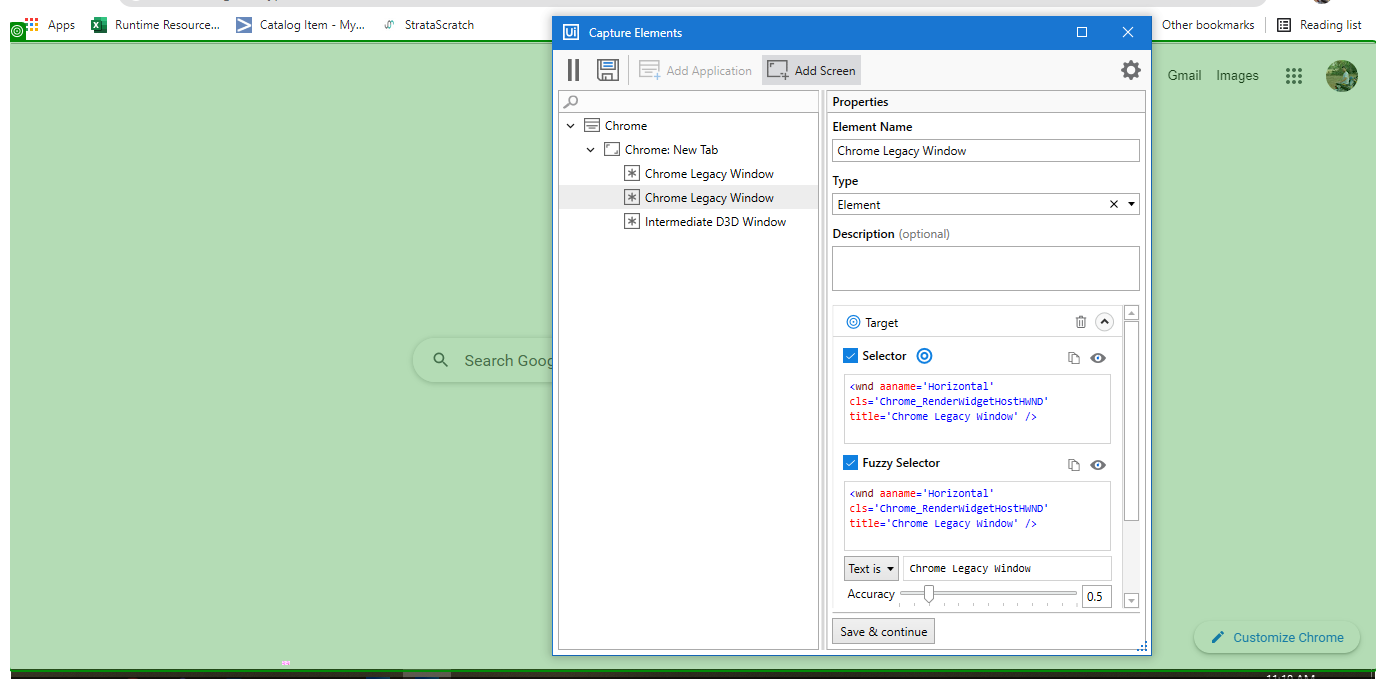 Apps
Runtime Resource...
Catalog Item - My...
StrataScratch
Other bookmarks
Reading list
Ui Capture Elements
Add Application
Add Screen
Gmail Images
Chrome
Chrome: New Tab
Chrome Legacy Window
Chrome Legacy Window
Intermediate D3D Window
Properties
Element Name
Chrome Legacy Window
Type
Element
Description (optional)
Target
Selector
<wnd aaname='Horizontal'
cls='Chrome_RenderWidgetHostHWND'
title='Chrome Legacy Window' />
Fuzzy Selector
<wnd aaname='Horizontal'
cls='Chrome_RenderWidgetHostHWND'
title='Chrome Legacy Window' />
Text is
Chrome Legacy Window
Accuracy
0.5
Save & continue
Search Goog
Customize Chrome